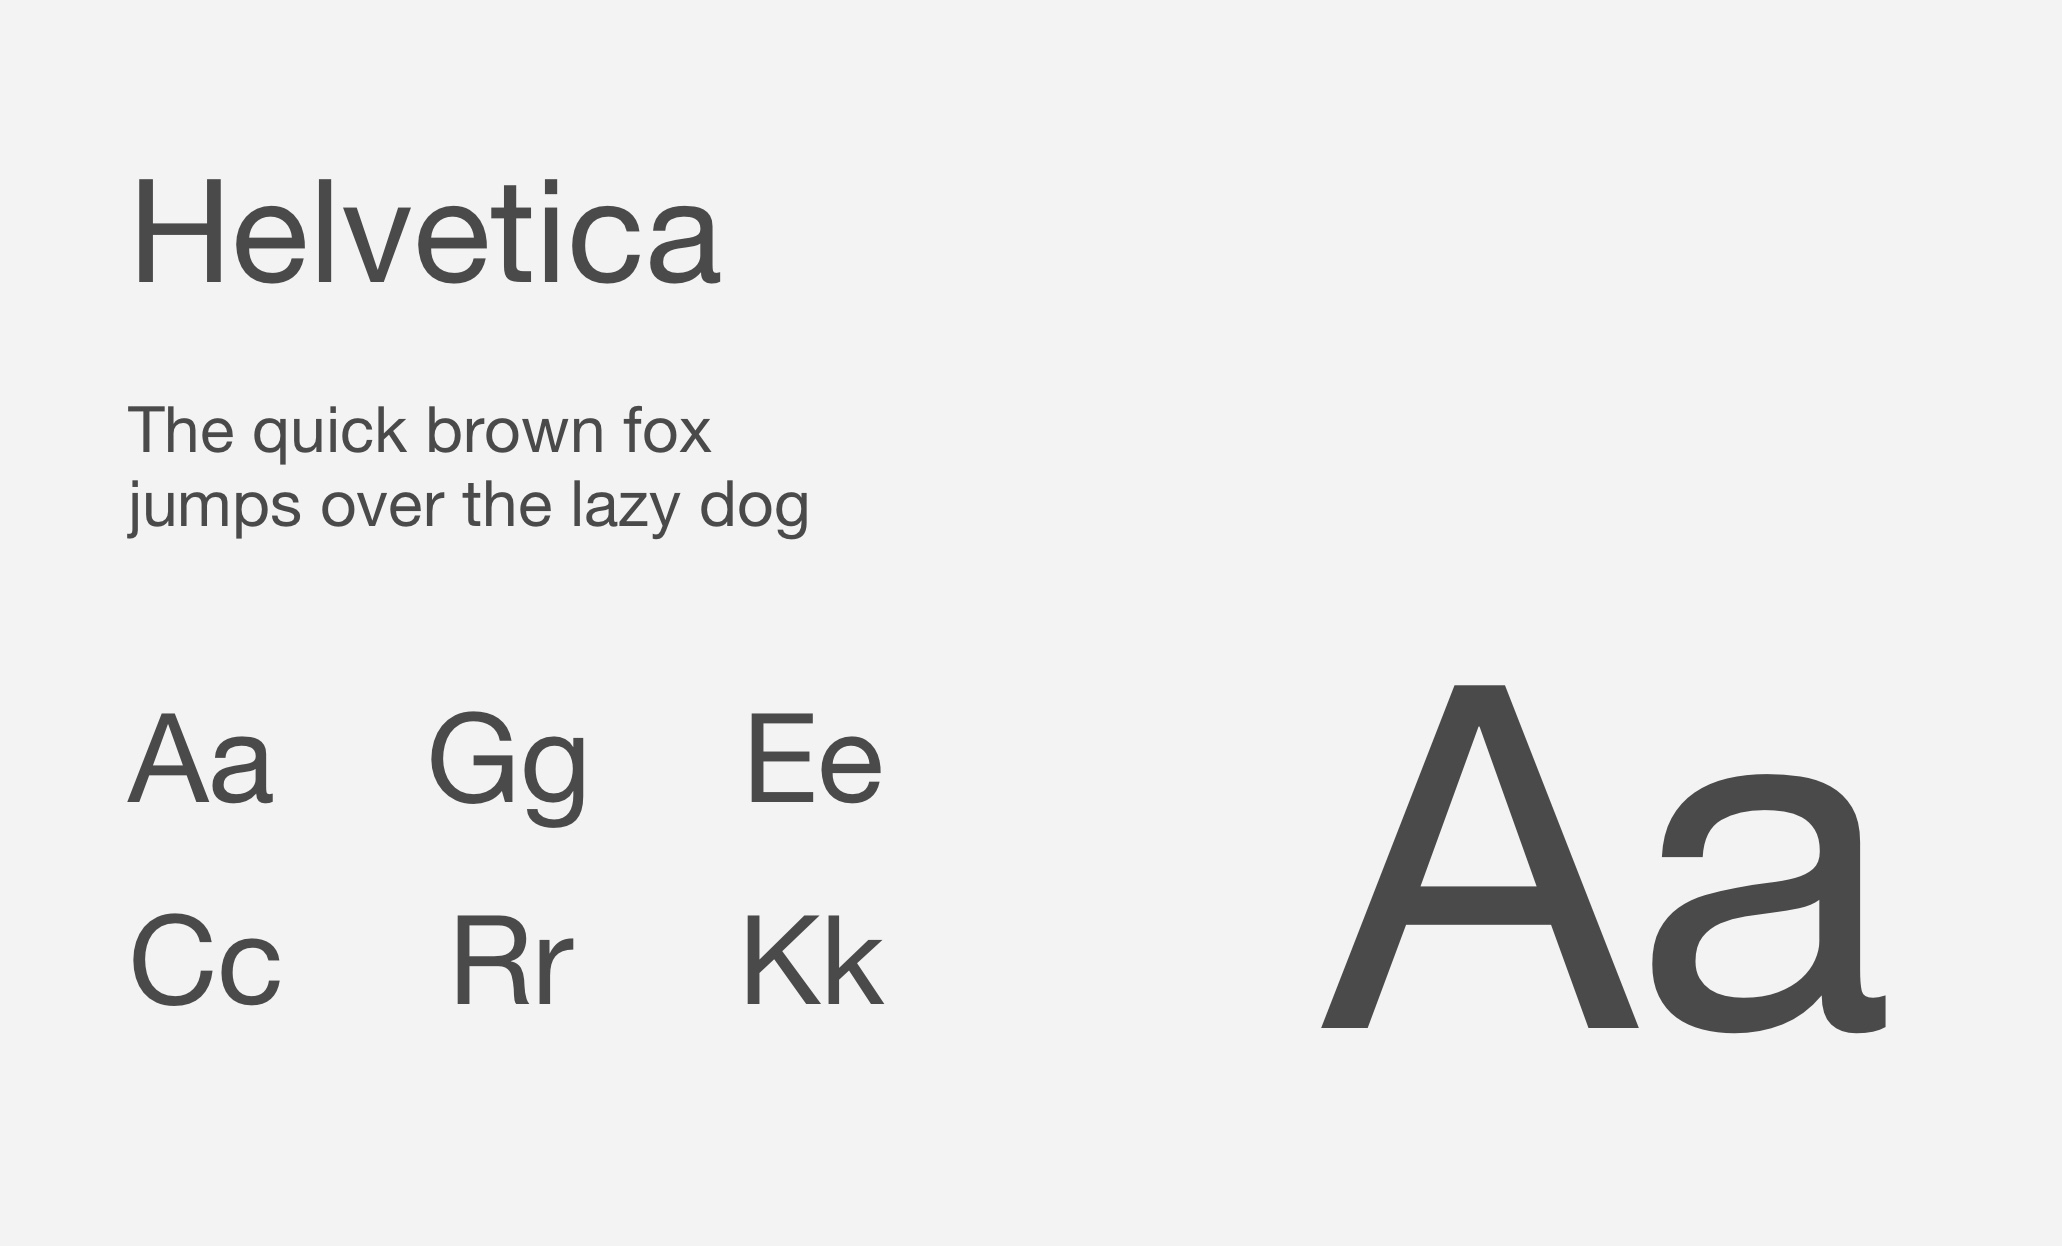 Helvetica
The quick brown fox
jumps over the lazy dog
Aa Gg Ee
Cc Rr Kk
Aa